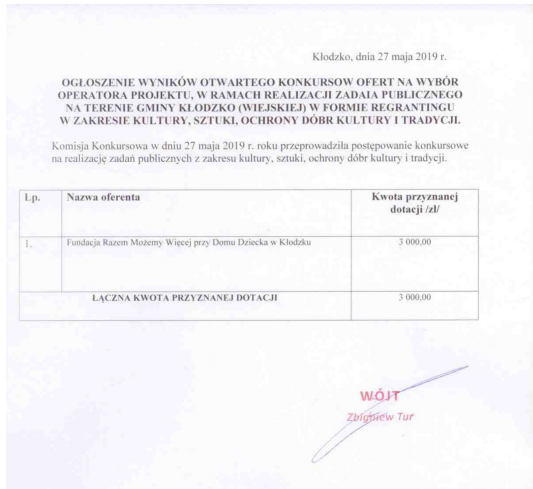 Kłodzko, dnia 27 maja 2019 r.
OGŁOSZENIE WYNIKÓW OTWARTEGO KONKURSOW OFERT NA WYBÓR
OPERATORA PROJEKTU, W RAMACH REALIZACJI ZADAIA PUBLICZNEGO
NA TERENIE GMINY KŁODZKO (WIEJSKIEJ) W FORMIE REGRANTINGU
W ZAKRESIE KULTURY, SZTUKI, OCHRONY DÓBR KULTURY I TRADYCJI.
Komisja Konkursowa w dniu 27 maja 2019 r. roku przeprowadziła postępowanie konkursowe
na realizację zadań publicznych z zakresu kultury, sztuki, ochrony dóbr kultury i tradycji.
Lp. Nazwa oferenta Kwota przyznanej
dotacji /zł/
1. Fundacja Razem Możemy Więcej przy Domu Dziecka w Kłodzku 3 000,00
ŁĄCZNA KWOTA PRZYZNANEJ DOTACJI 3 000,00
WÓJT
Zbigniew Tur